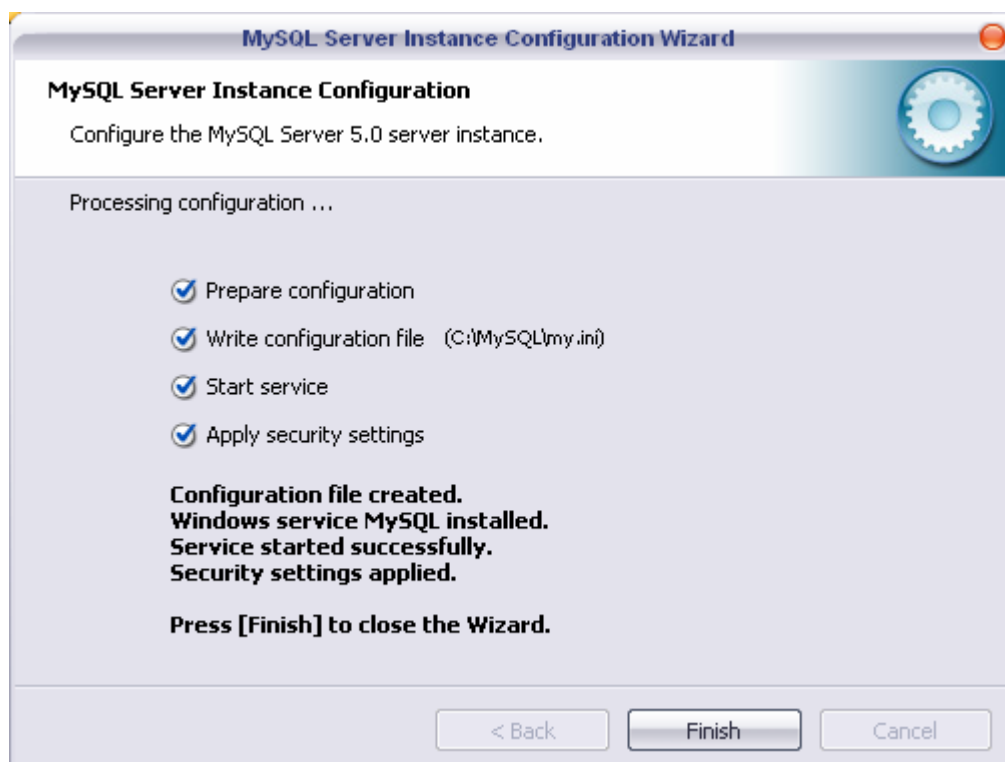 MySQL Server Instance Configuration Wizard
MySQL Server Instance Configuration
Configure the MySQL Server 5.0 server instance.
Processing configuration ...
Prepare configuration
Write configuration file (C:\MySQL\my.ini)
Start service
Apply security settings
Configuration file created.
Windows service MySQL installed.
Service started successfully.
Security settings applied.
Press [Finish] to close the Wizard.
< Back Finish Cancel